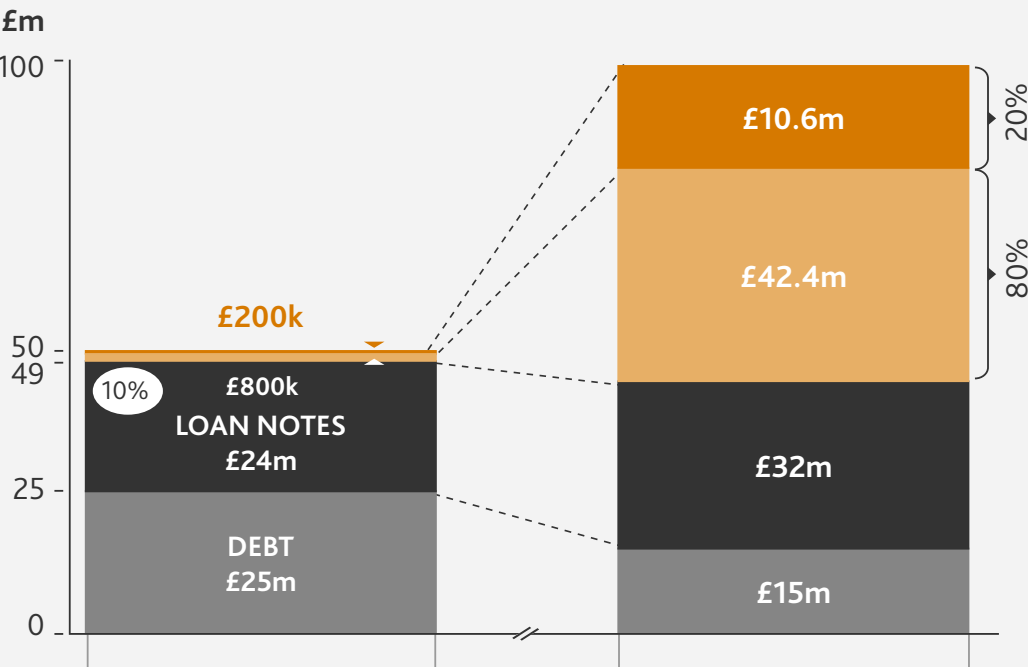 £m
100
50
49
25
0
£200k
10%
£800k
LOAN NOTES
£24m
DEBT
£25m
£10.6m
£42.4m
£32m
£15m
20%
80%